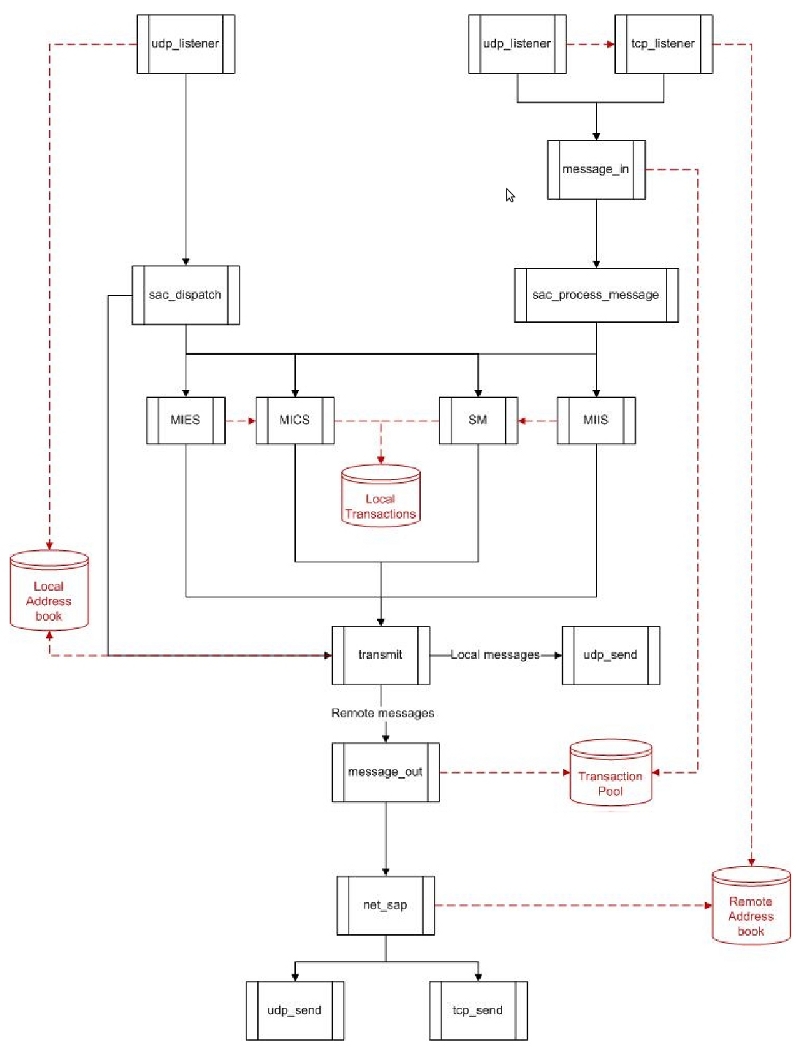 udp_listener
udp_listener
tcp_listener
message_in
sac_dispatch
sac_process_message
MIES
MICS
SM
MIIS
Local
Transactions
Local
Address
book
transmit
Local messages
udp_send
Remote messages
message_out
Transaction
Pool
net_sap
Remote
Address
book
udp_send
tcp_send